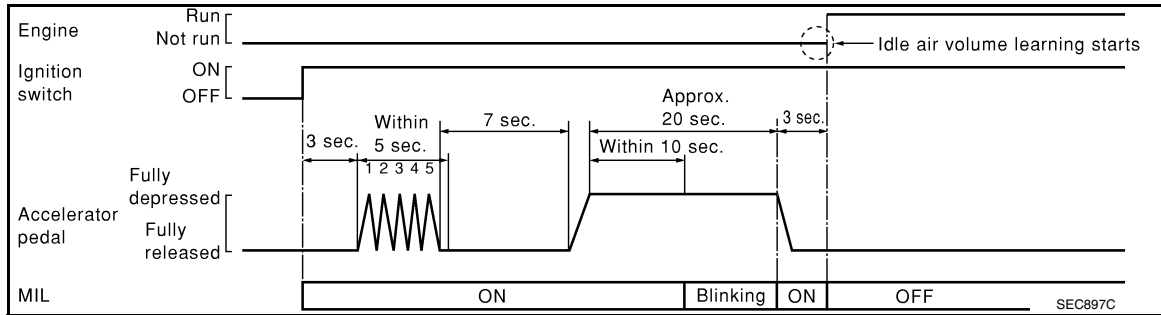 Engine
Run
Not run
Idle air volume learning starts
Ignition switch
ON
OFF
3 sec.
Within 5 sec.
1 2 3 4 5
7 sec.
Approx. 20 sec.
Within 10 sec.
3 sec.
Accelerator pedal
Fully depressed
Fully released
MIL
ON
Blinking
ON
OFF
SEC897C